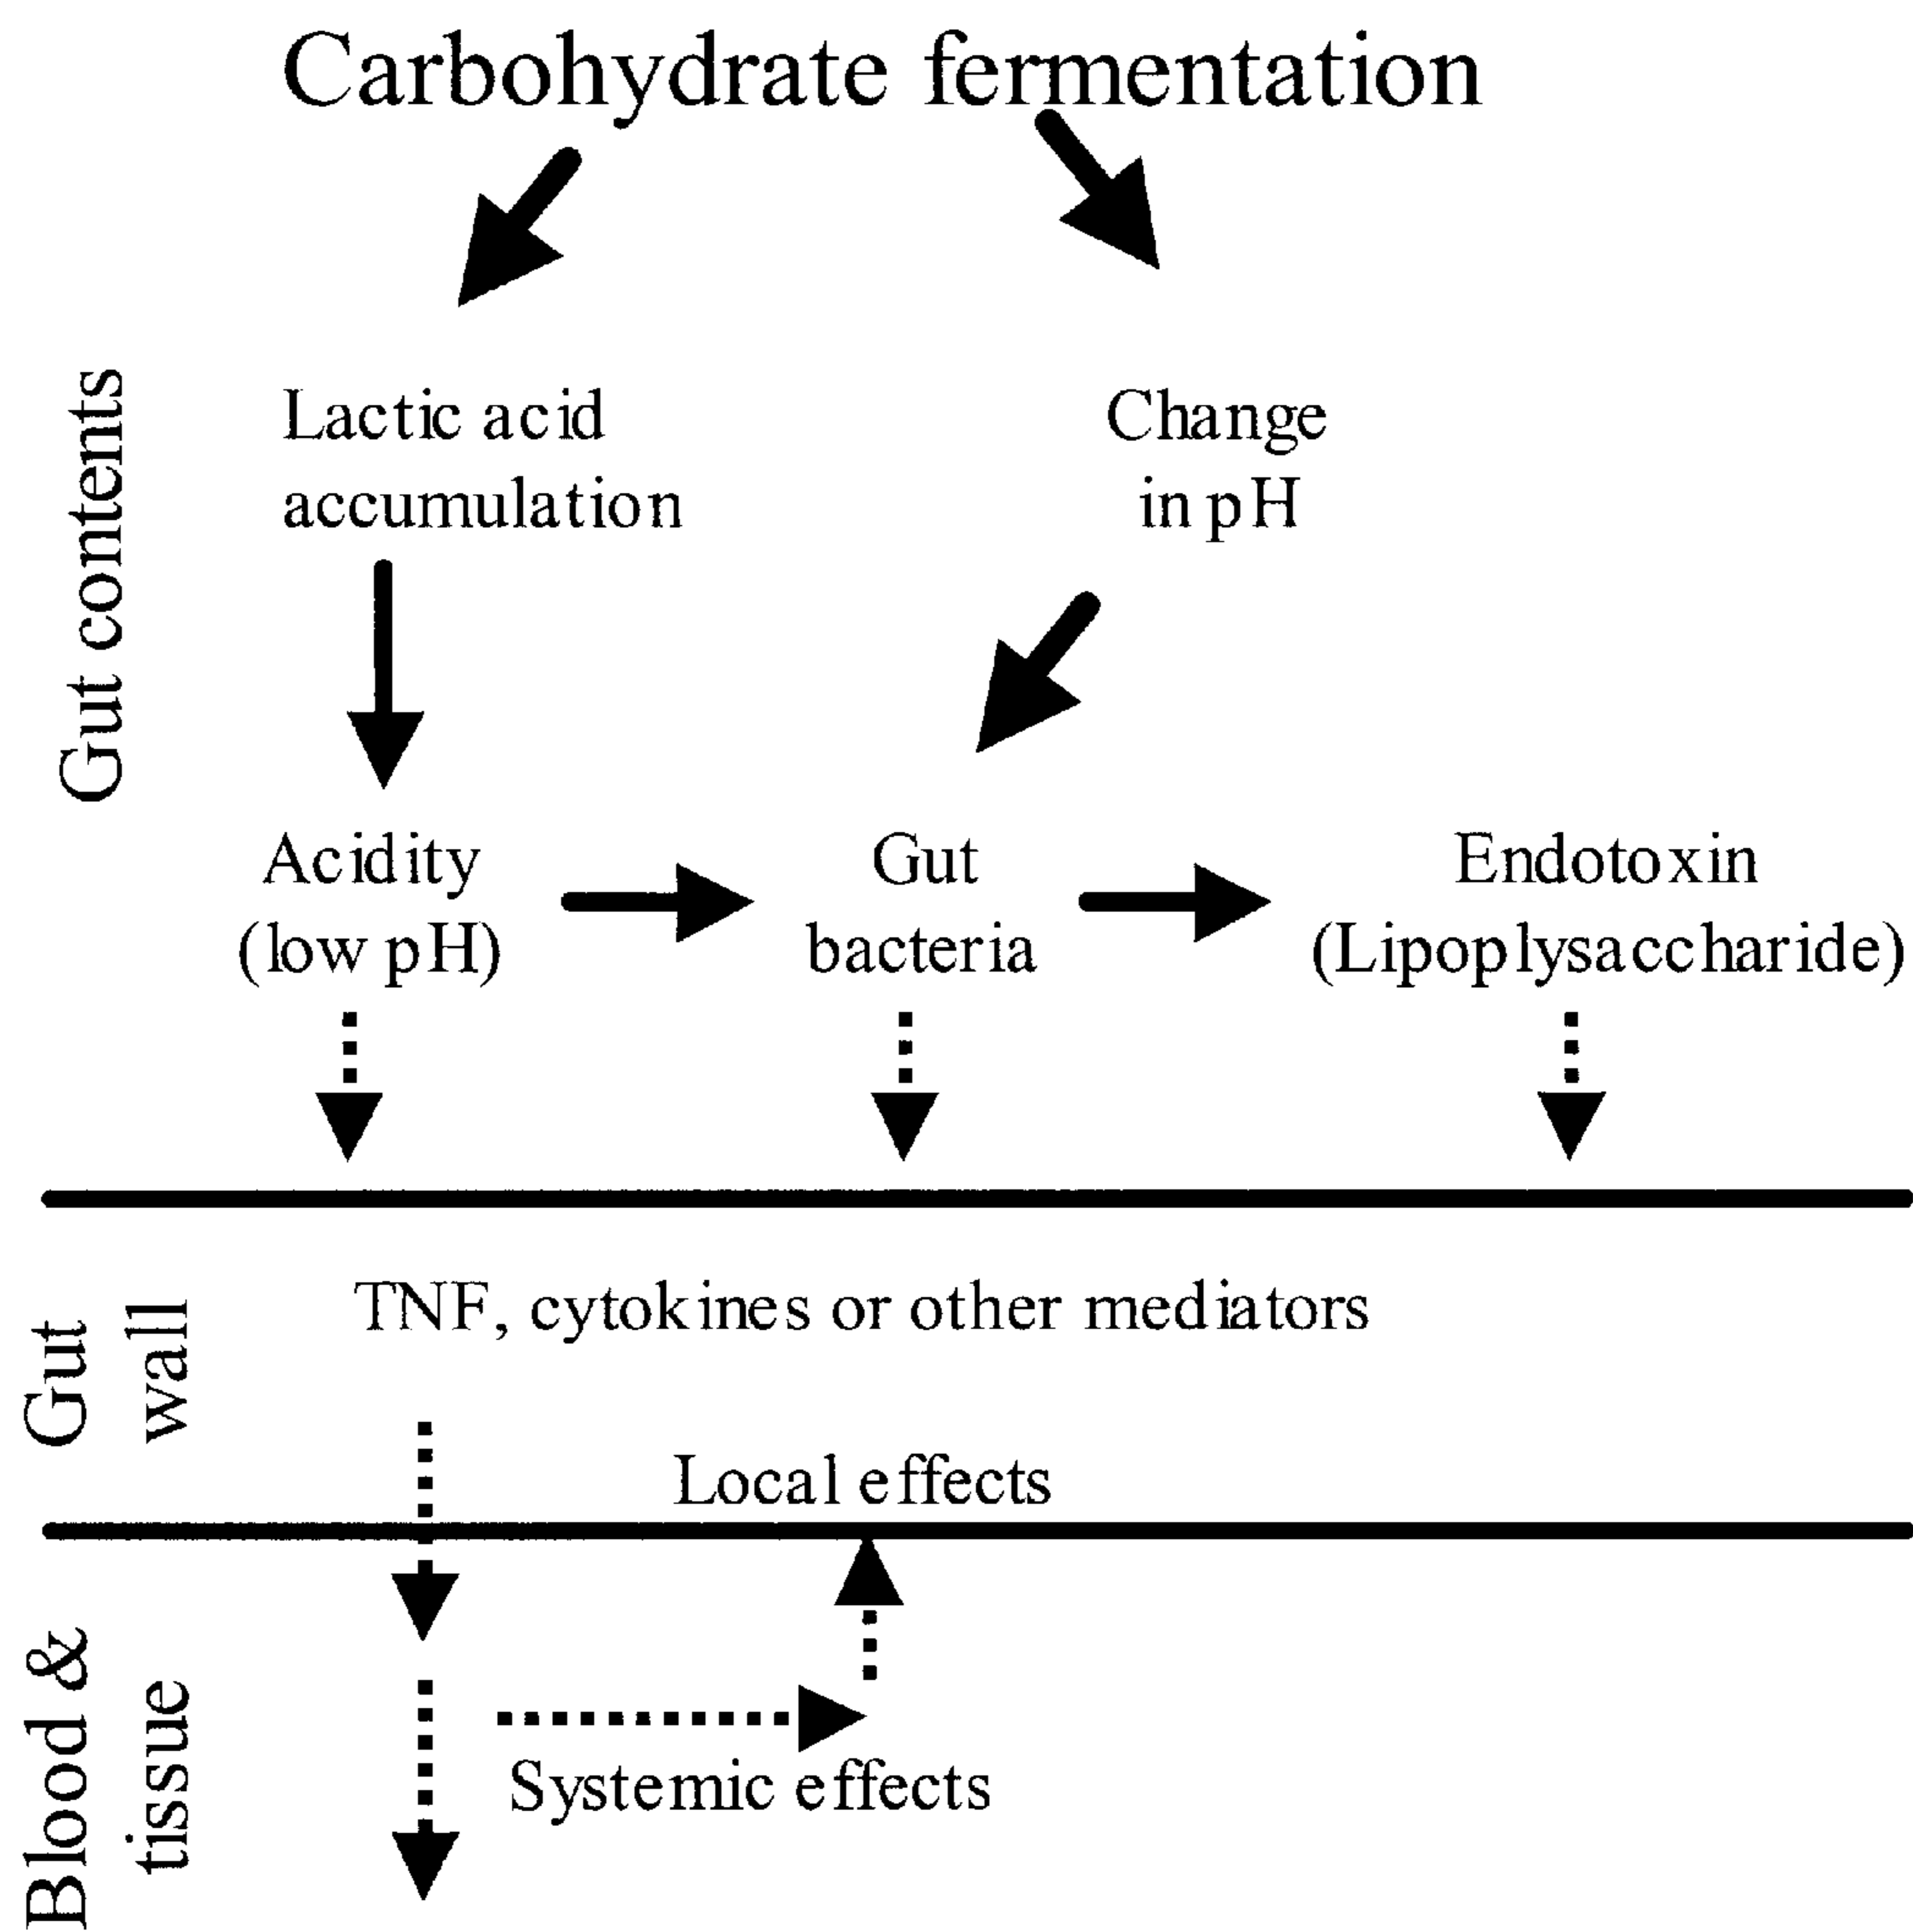 Carbohydrate fermentation
Gut contents
Lactic acid
accumulation
Change
in pH
Acidity
(low pH)
Gut
bacteria
Endotoxin
(Lipoplysaccharide)
Gut
wall
TNF, cytokines or other mediators
Local effects
Blood &
tissue
Systemic effects